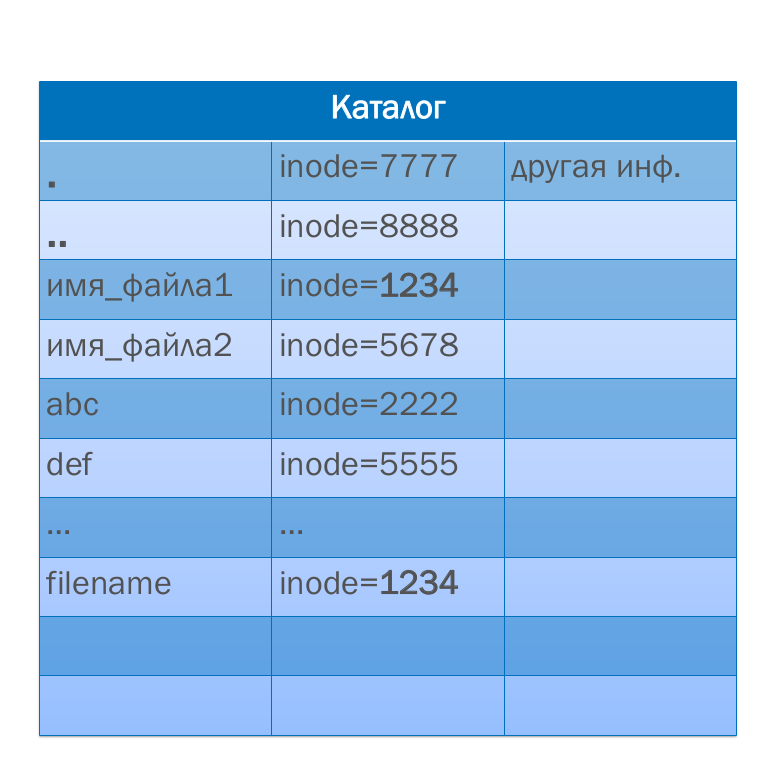 Каталог
. inode=7777 другая инф.
.. inode=8888
имя_файла1 inode=1234
имя_файла2 inode=5678
abc inode=2222
def inode=5555
... ...
filename inode=1234